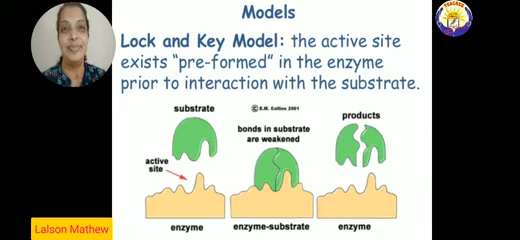 Models
Lock and Key Model: the active site
exists “pre-formed” in the enzyme
prior to interaction with the substrate.
substrate
©E.M. Collins 2001
bonds in substrate
are weakened
products
active
site
enzyme
enzyme-substrate
enzyme
Lalson Mathew